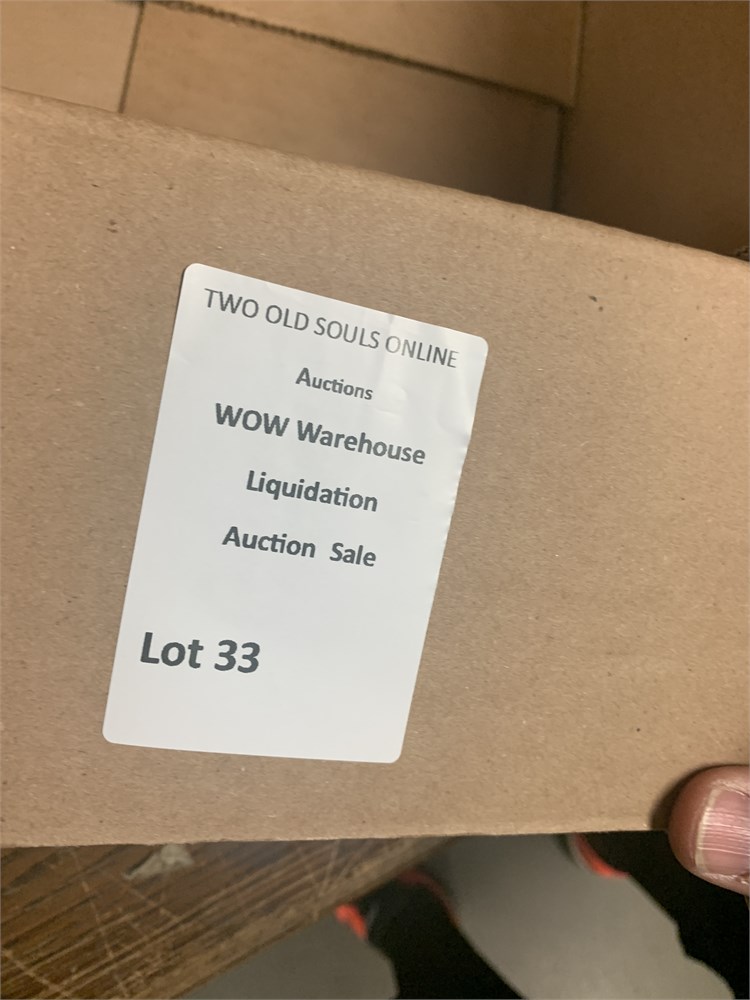 TWO OLD SOULS ONLINE
Auctions
WOW Warehouse
Liquidation
Auction Sale
Lot 33